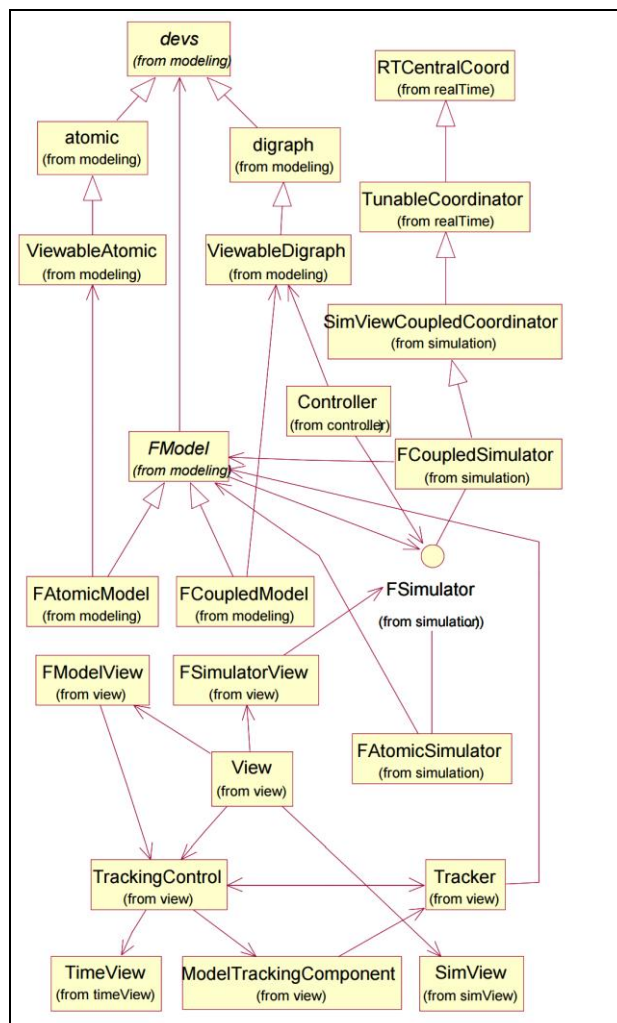 devs
(from modeling)
RTCentralCoord
(from realTime)
atomic
(from modeling)
digraph
(from modeling)
TunableCoordinator
(from realTime)
ViewableAtomic
(from modeling)
ViewableDigraph
(from modeling)
SimViewCoupledCoordinator
(from simulation)
Controller
(from controller)
FModel
(from modeling)
FCoupledSimulator
(from simulation)
FAtomicModel
(from modeling)
FCoupledModel
(from modeling)
FSimulator
(from simulation)
FModelView
(from view)
FSimulatorView
(from view)
View
(from view)
FAtomicSimulator
(from simulation)
TrackingControl
(from view)
Tracker
(from view)
TimeView
(from timeView)
ModelTrackingComponent
(from view)
SimView
(from simView)